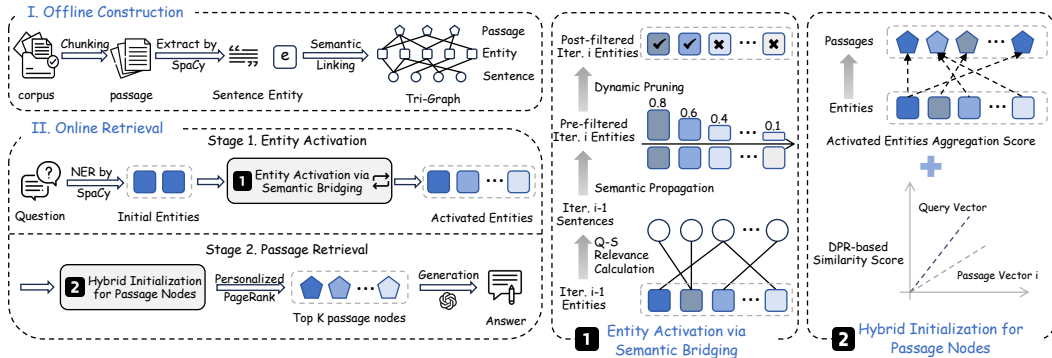 I. Offline Construction
Chunking
Extract by
SpaCy
Semantic
Linking
e
Passage
Entity
Sentence
corpus
passage
Sentence Entity
Tri-Graph
II. Online Retrieval
Stage 1. Entity Activation
NER by
SpaCy
1 Entity Activation via
Semantic Bridging
?
Question
Initial Entities
Activated Entities
Stage 2. Passage Retrieval
2 Hybrid Initialization
for Passage Nodes
Personalized
PageRank
Generation
Top K passage nodes
Answer
Post-filtered
Iter. i Entities
Dynamic Pruning
0.8
0.6
0.4
0.1
Pre-filtered
Iter. i Entities
Semantic Propagation
Iter. i-1
Sentences
Q-S
Relevance
Calculation
Iter. i-1
Entities
1 Entity Activation via
Semantic Bridging
Passages
Entities
Activated Entities Aggregation Score
Query Vector
DPR-based
Similarity Score
Passage Vector i
2 Hybrid Initialization for
Passage Nodes